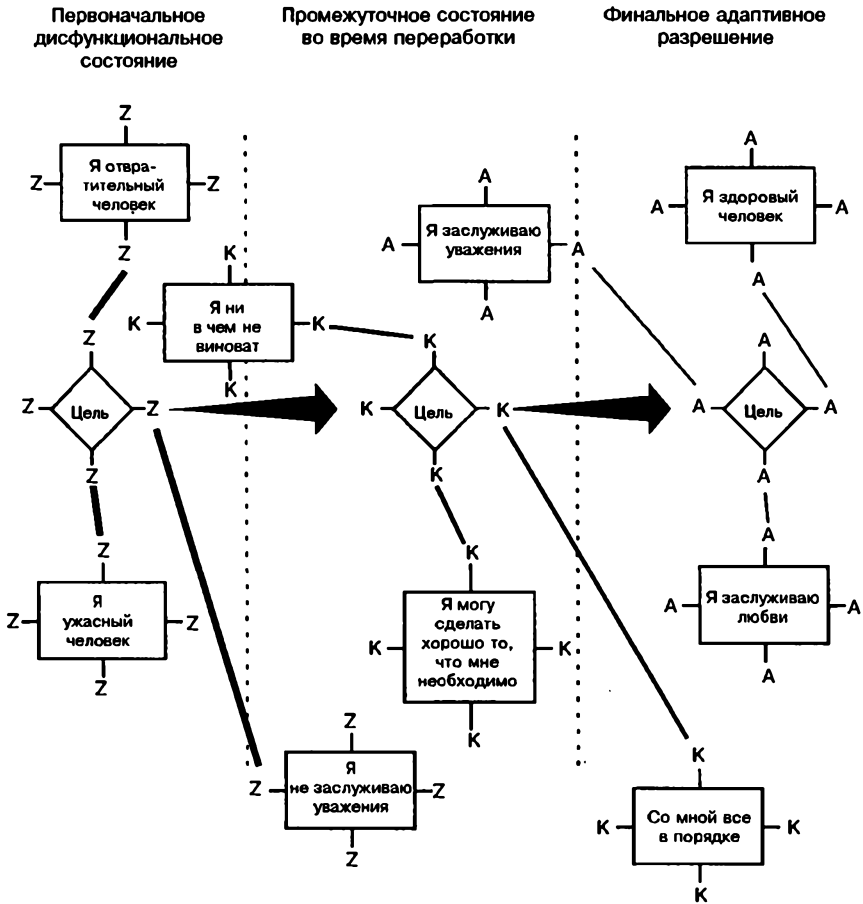 Первоначальное
дисфункциональное
состояние
Промежуточное состояние
во время переработки
Финальное адаптивное
разрешение
Z
Z
Я отвра-
тительный
человек
Z
Z
A
A
Я заслуживаю
уважения
A
A
A
A
Я здоровый
человек
A
A
K
K
Я ни
в чем не
виноват
K
K
Z
Z
Цель
Z
Z
K
K
Цель
K
K
A
A
Цель
A
A
Z
Z
Я
ужасный
человек
Z
Z
K
K
Я могу
сделать
хорошо то,
что мне
необходимо
K
K
A
A
Я заслуживаю
любви
A
A
Z
Z
Я
не заслуживаю
уважения
Z
Z
K
K
Со мной все
в порядке
K
K